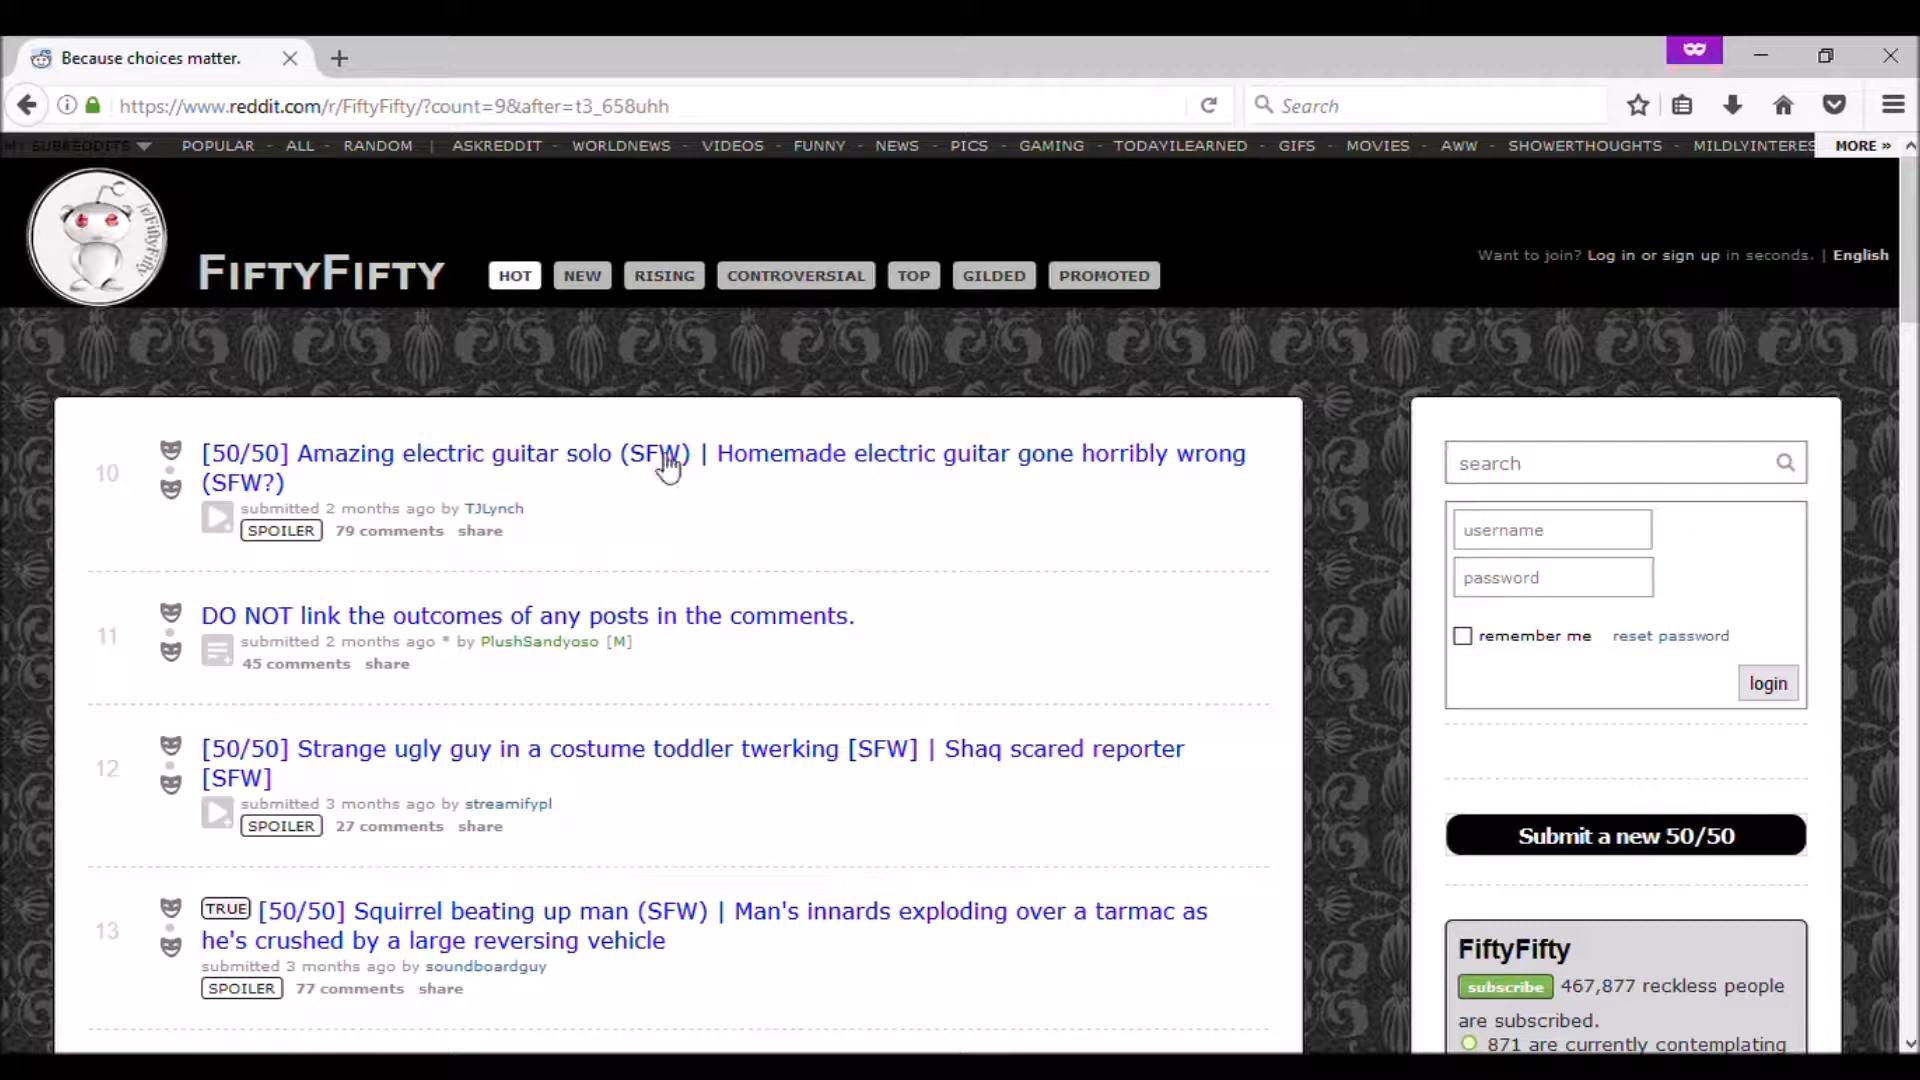 Because choices matter.
https://www.reddit.com/r/FiftyFifty/?count=9&after=t3_658uhh
Search
MY SUBREDDITS
POPULAR - ALL - RANDOM | ASKREDDIT - WORLDNEWS - VIDEOS - FUNNY - NEWS - PICS - GAMING - TODAYILEARNED - GIFS - MOVIES - AWW - SHOWERTHOUGHTS - MILDLYINTERES
MORE »
/r/FiftyFifty
FIFTYFIFTY
HOT
NEW
RISING
CONTROVERSIAL
TOP
GILDED
PROMOTED
Want to join? Log in or sign up in seconds. | English
10
[50/50] Amazing electric guitar solo (SFW) | Homemade electric guitar gone horribly wrong
(SFW?)
submitted 2 months ago by TJLynch
SPOILER 79 comments share
11
DO NOT link the outcomes of any posts in the comments.
submitted 2 months ago * by PlushSandyoso [M]
45 comments share
12
[50/50] Strange ugly guy in a costume toddler twerking [SFW] | Shaq scared reporter
[SFW]
submitted 3 months ago by streamifypl
SPOILER 27 comments share
13
TRUE [50/50] Squirrel beating up man (SFW) | Man's innards exploding over a tarmac as
he's crushed by a large reversing vehicle
submitted 3 months ago by soundboardguy
SPOILER 77 comments share
search
username
password
remember me reset password
login
Submit a new 50/50
FiftyFifty
subscribe 467,877 reckless people
are subscribed.
871 are currently contemplating